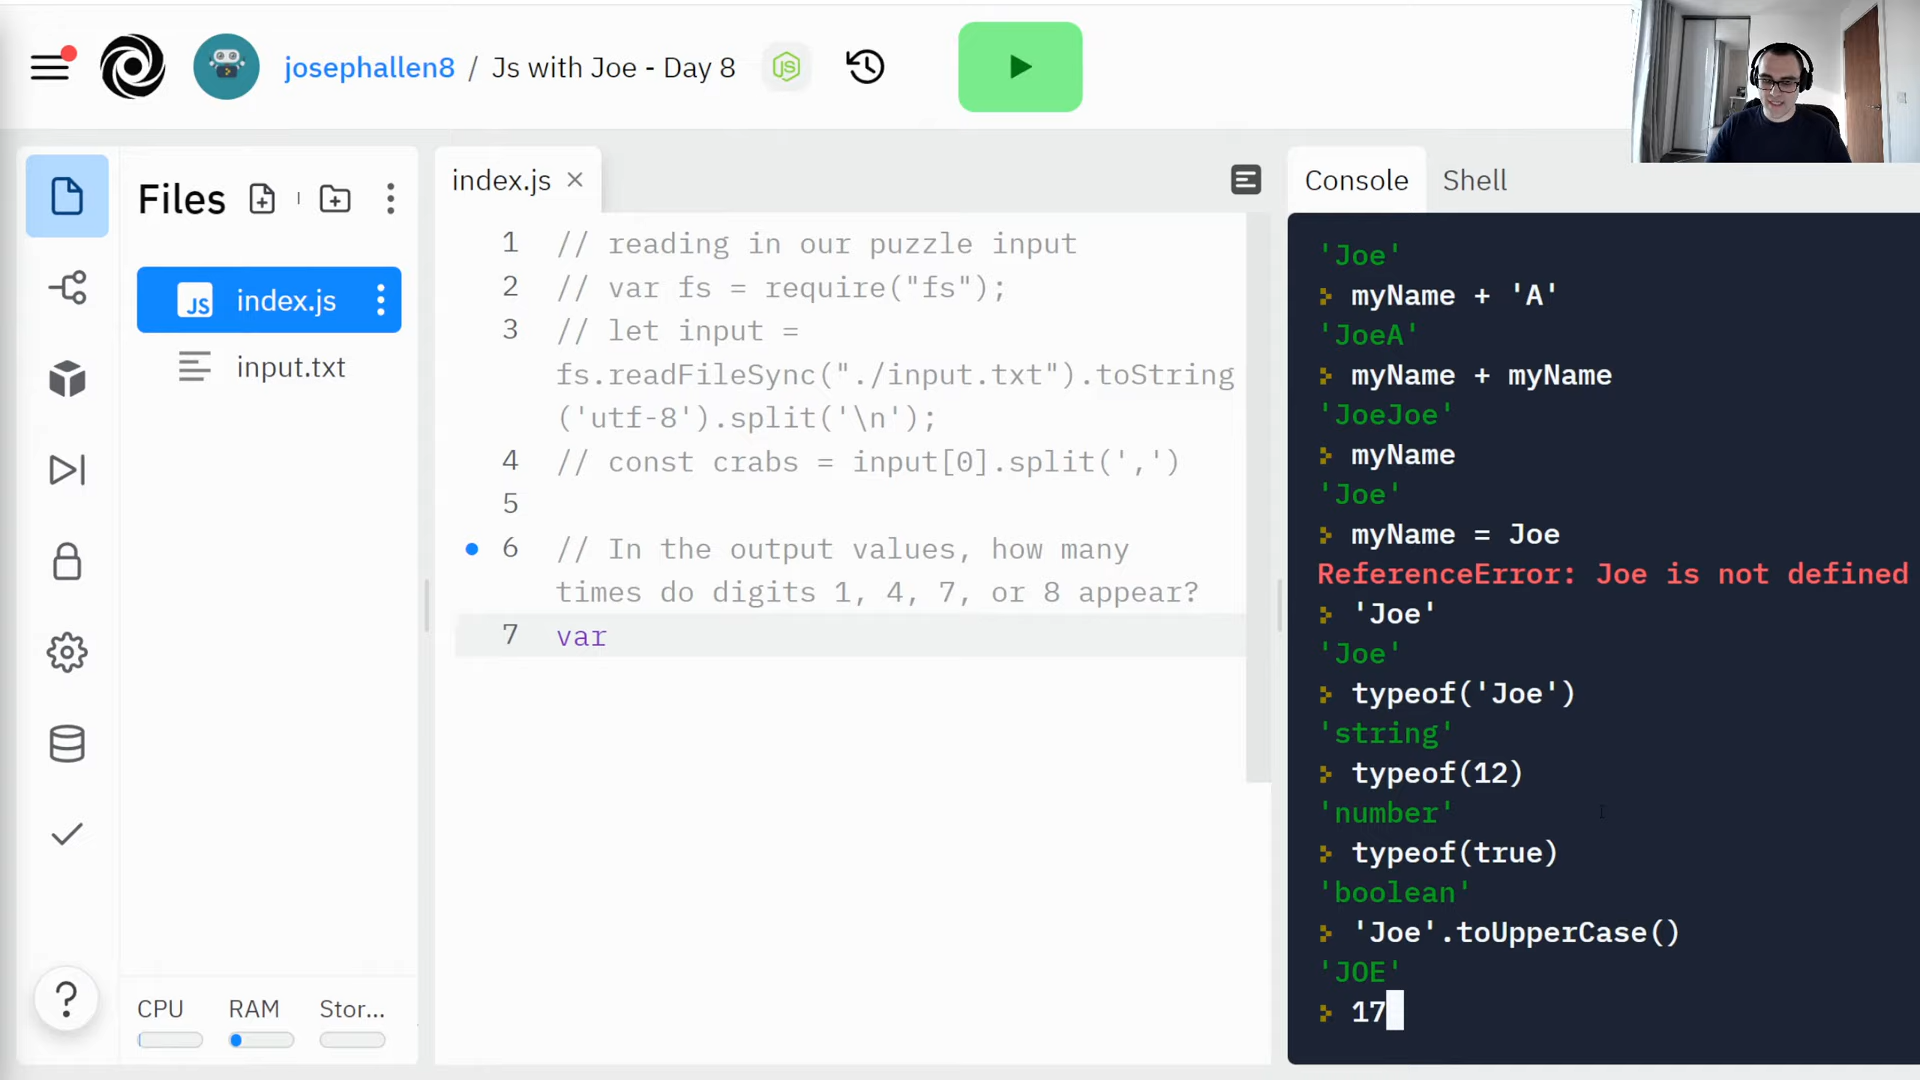 josephallen8 / Js with Joe - Day 8
Files
index.js
input.txt
CPU RAM Stor...
index.js
1 // reading in our puzzle input
2 // var fs = require("fs");
3 // let input =
fs.readFileSync("./input.txt").toString
('utf-8').split('\n');
4 // const crabs = input[0].split(',')
5
6 // In the output values, how many
times do digits 1, 4, 7, or 8 appear?
7 var
Console Shell
'Joe'
myName + 'A'
'JoeA'
myName + myName
'JoeJoe'
myName
'Joe'
myName = Joe
ReferenceError: Joe is not defined
'Joe'
'Joe'
typeof('Joe')
'string'
typeof(12)
'number'
typeof(true)
'boolean'
'Joe'.toUpperCase()
'JOE'
17